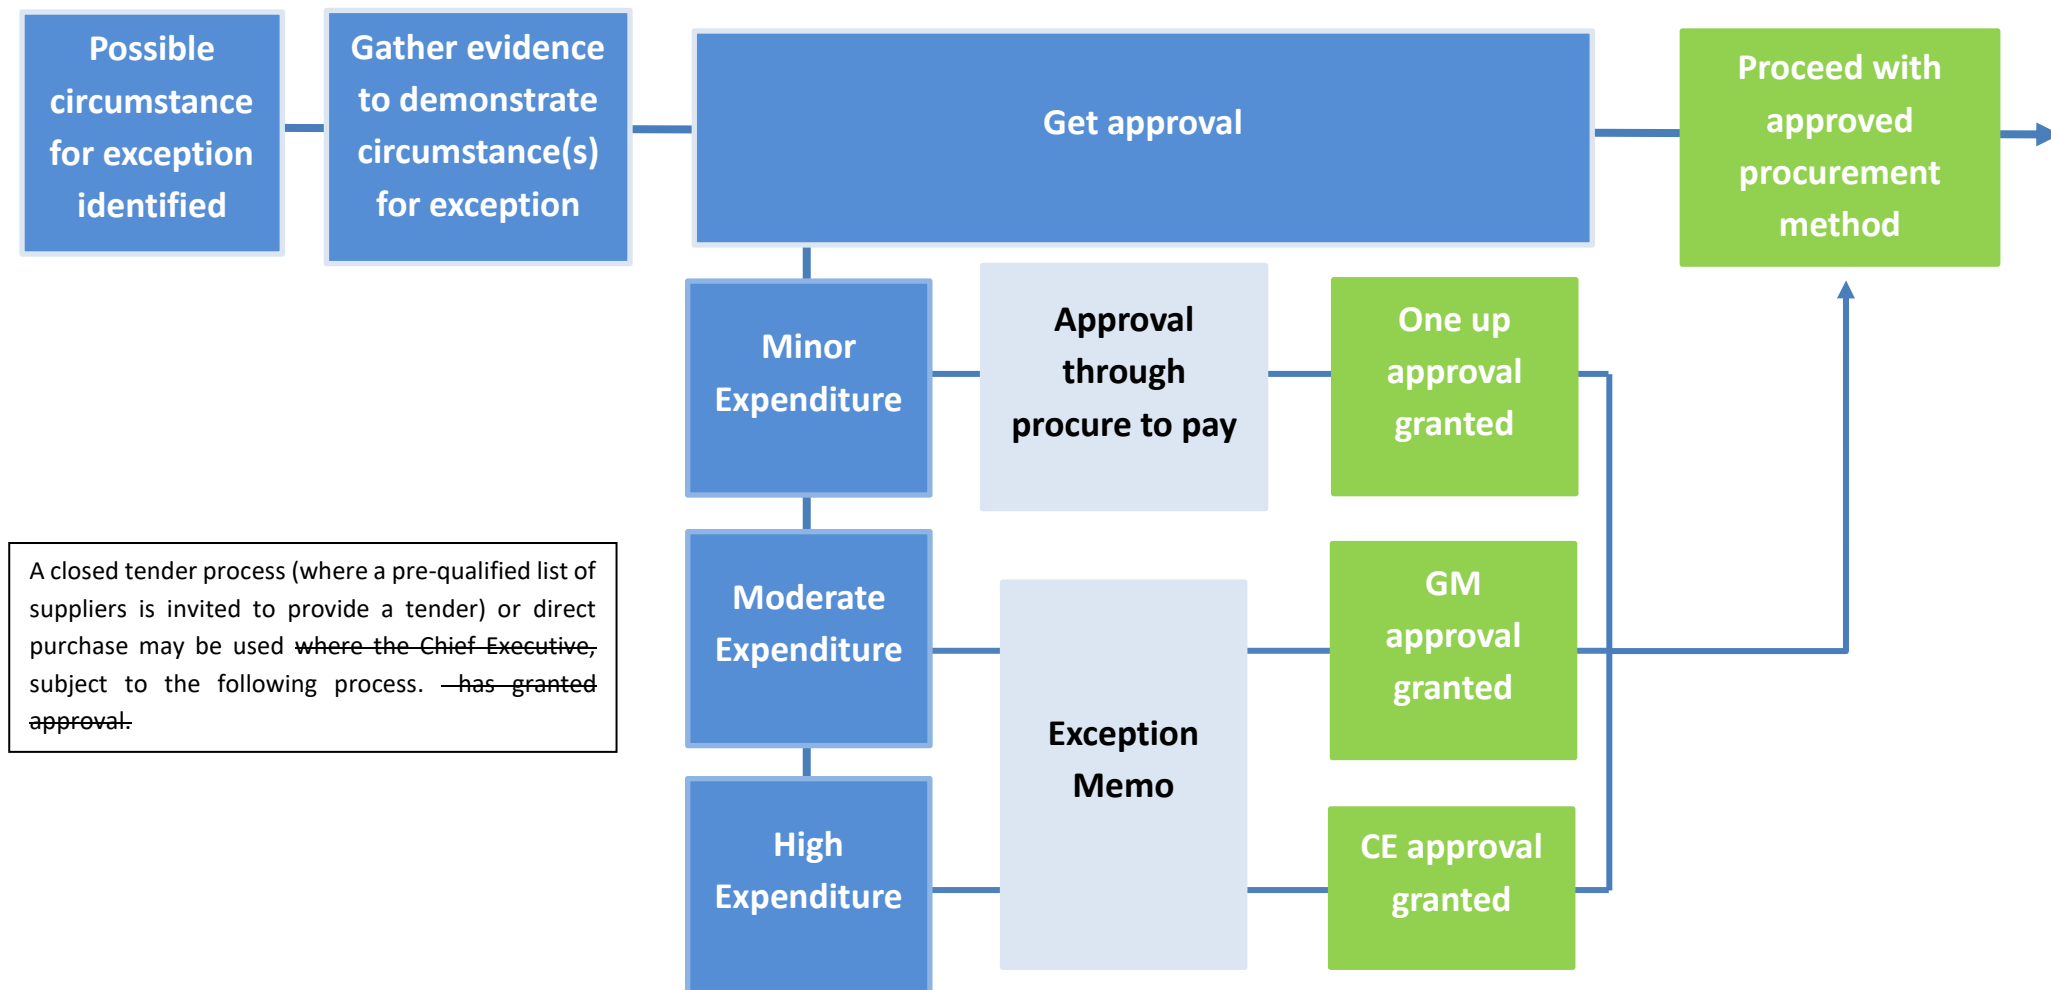 Possible
circumstance
for exception
identified
Gather evidence
to demonstrate
circumstance(s)
for exception
Get approval
Proceed with
approved
procurement
method
Minor
Expenditure
Approval
through
procure to pay
One up
approval
granted
A closed tender process (where a pre-qualified list of
suppliers is invited to provide a tender) or direct
purchase may be used where the Chief Executive,
subject to the following process. has granted
approval.
Moderate
Expenditure
Exception
Memo
GM
approval
granted
High
Expenditure
CE approval
granted